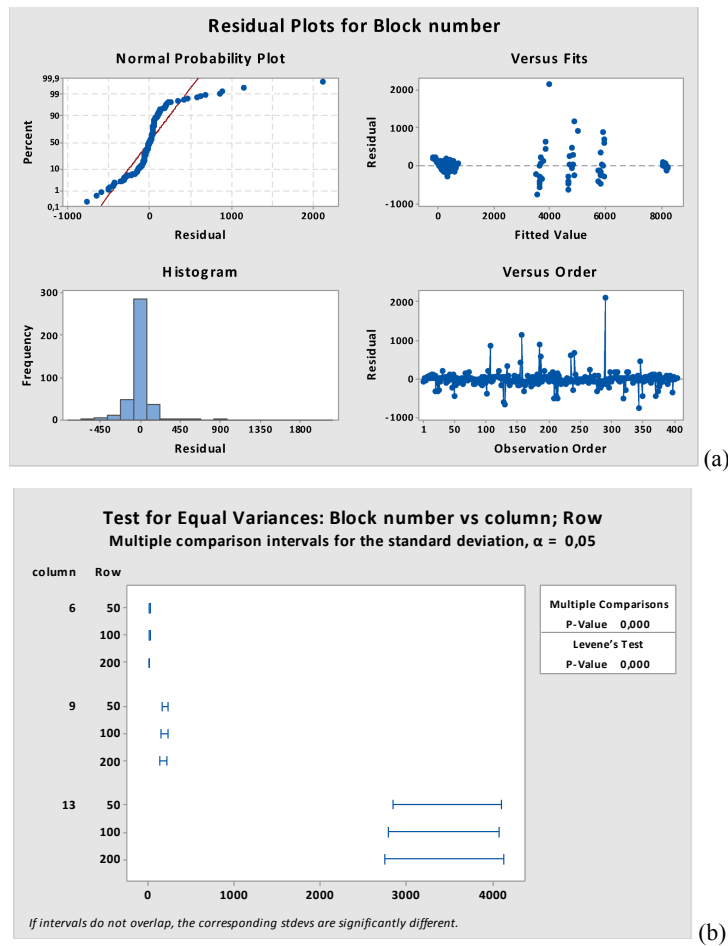 Residual Plots for Block number
Normal Probability Plot
99,9
99
90
50
10
1
0,1
Percent
-1000 0 1000 2000
Residual
Versus Fits
2000
1000
0
-1000
Residual
0 2000 4000 6000 8000
Fitted Value
Histogram
300
200
100
0
Frequency
-450 0 450 900 1350 1800
Residual
Versus Order
2000
1000
0
-1000
Residual
1 50 100 150 200 250 300 350 400
Observation Order
(a)
Test for Equal Variances: Block number vs column; Row
Multiple comparison intervals for the standard deviation, α = 0,05
column Row
6 50
100
200
9 50
100
200
13 50
100
200
0 1000 2000 3000 4000
Multiple Comparisons
P-Value 0,000
Levene's Test
P-Value 0,000
If intervals do not overlap, the corresponding stdevs are significantly different.
(b)